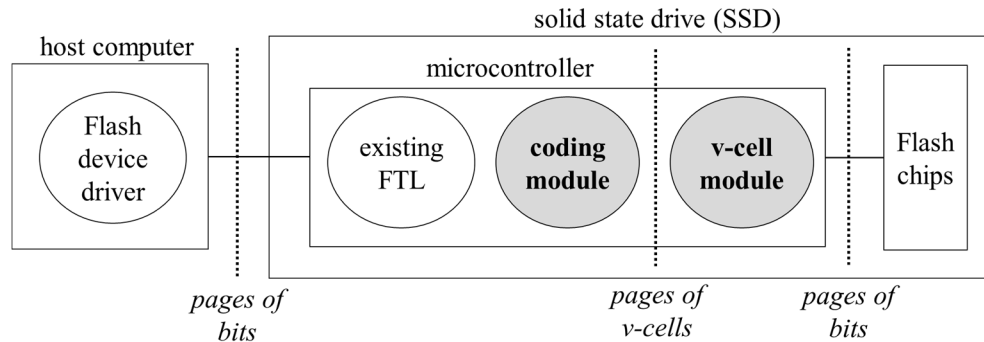 solid state drive (SSD)
host computer
microcontroller
Flash
device
driver
existing
FTL
coding
module
v-cell
module
Flash
chips
pages of
bits
pages of
v-cells
pages of
bits